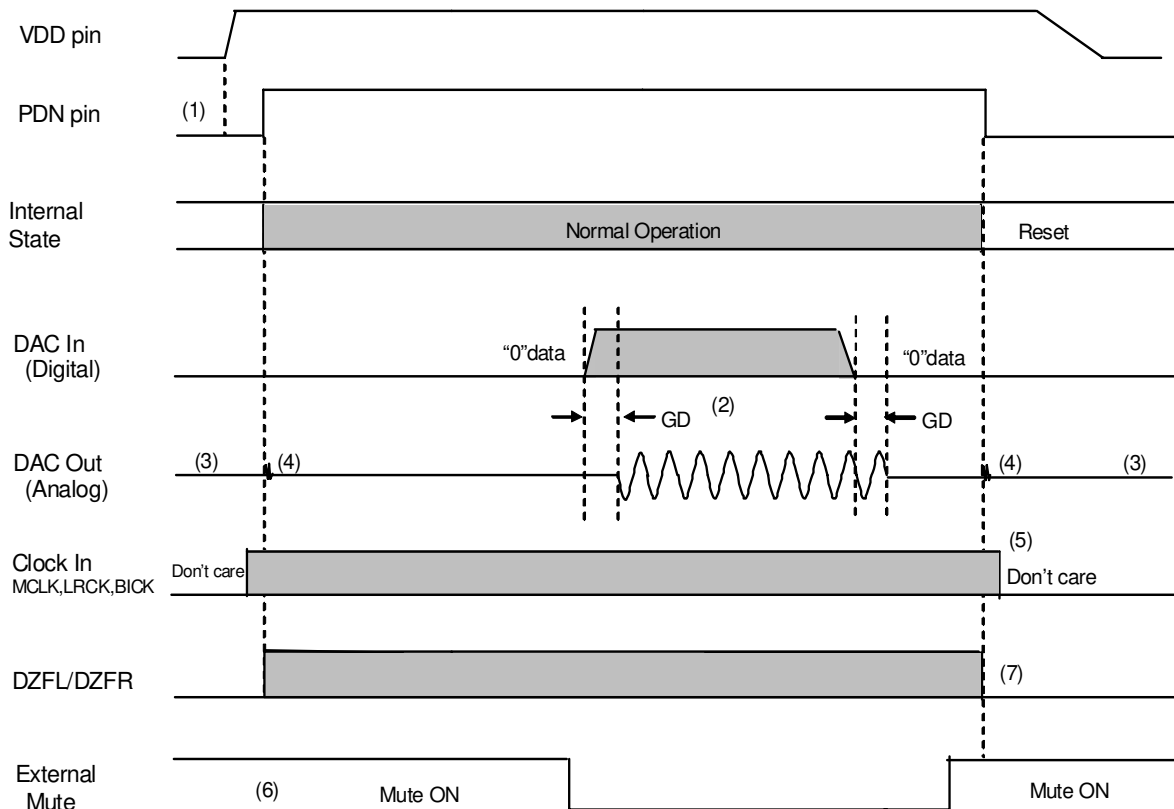 VDD pin
PDN pin
(1)
Internal
State
Normal Operation
Reset
DAC In
(Digital)
“0”data
“0”data
(2)
GD
GD
DAC Out
(Analog)
(3)
(4)
(4)
(3)
Clock In
MCLK,LRCK,BICK
Don’t care
(5)
Don’t care
DZFL/DZFR
(7)
External
Mute
(6)
Mute ON
Mute ON